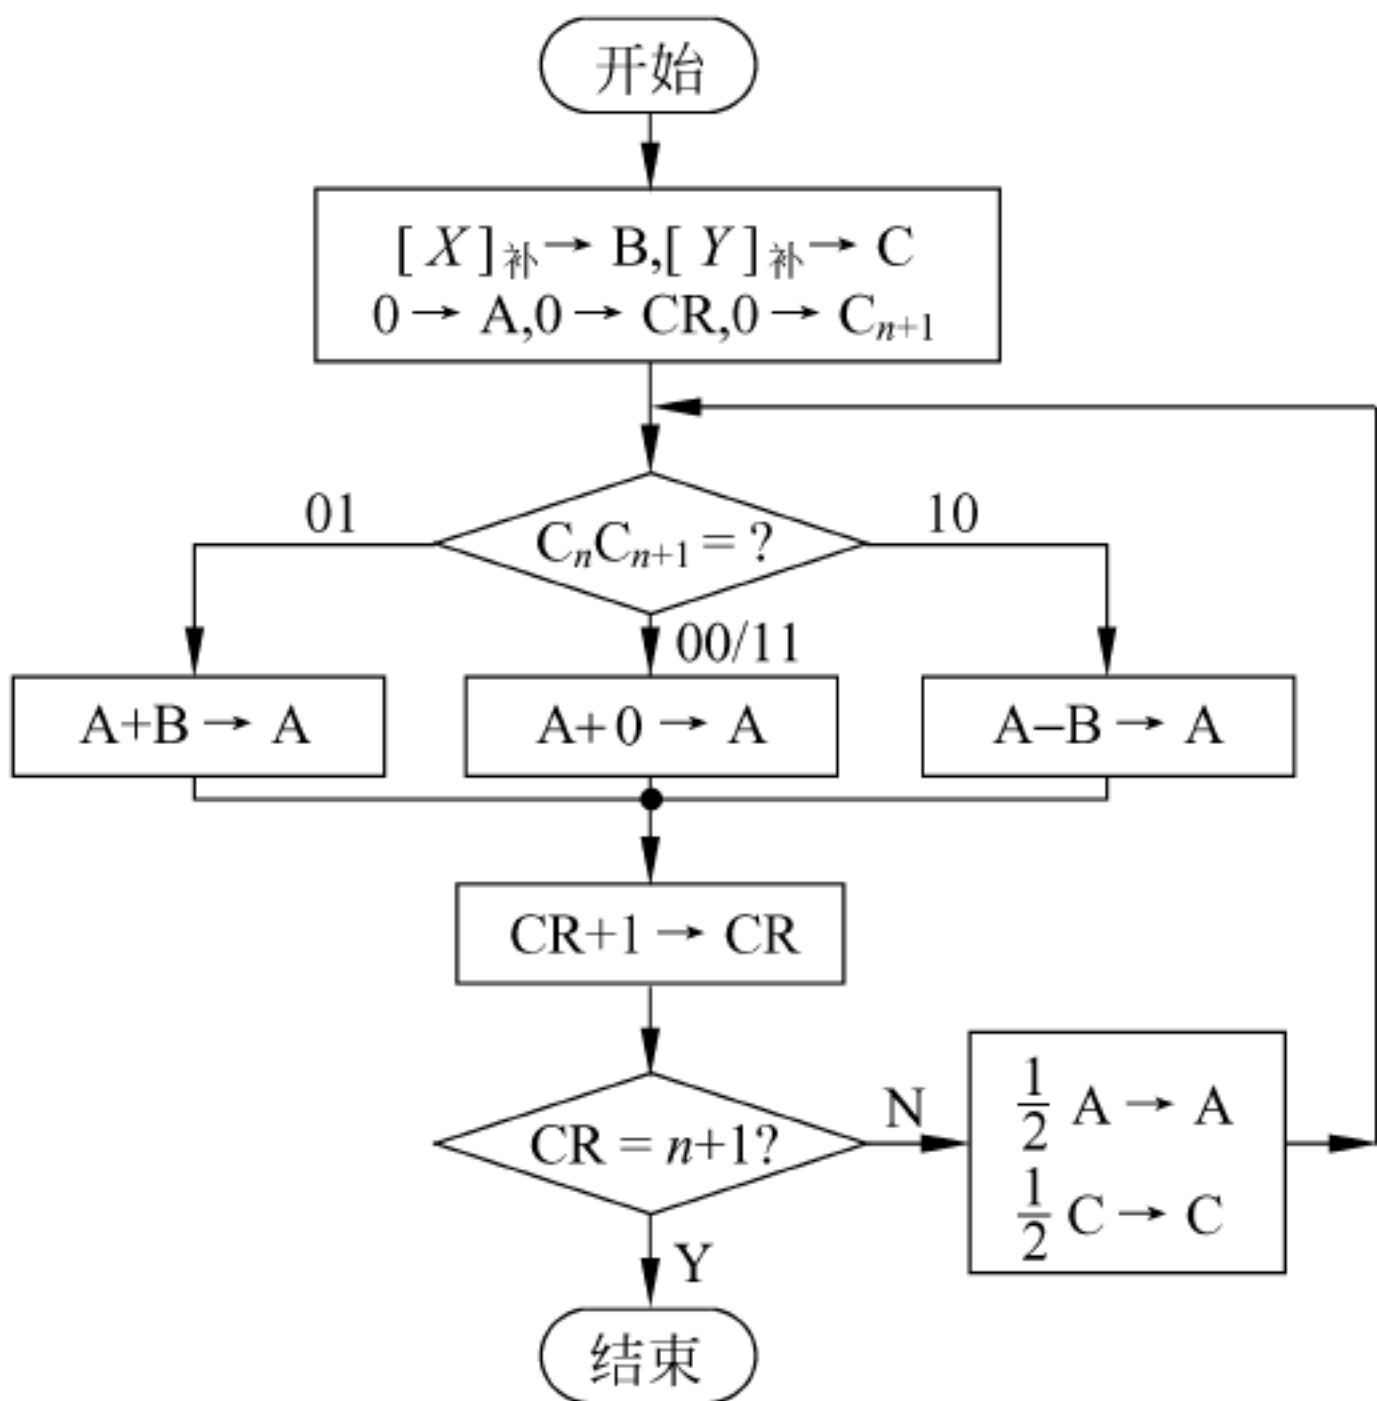 开始
[X]补→B,[Y]补→C
0→A,0→CR,0→Cn+1
01
CnCn+1=?
10
00/11
A+B→A
A+0→A
A−B→A
CR+1→CR
CR=n+1?
N
1/2 A→A
1/2 C→C
Y
结束